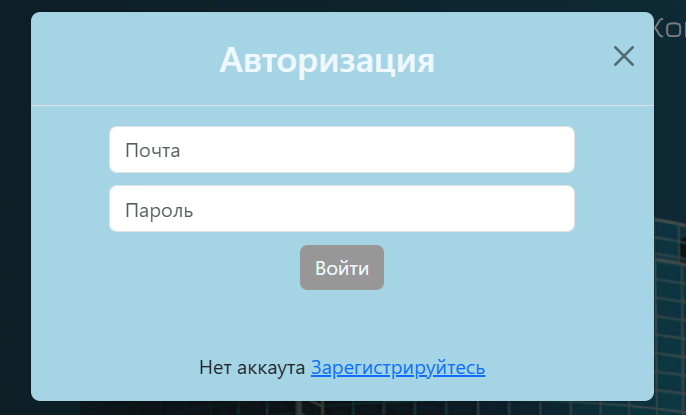 Авторизация
Почта
Пароль
Войти
Нет аккаута Зарегистрируйтесь